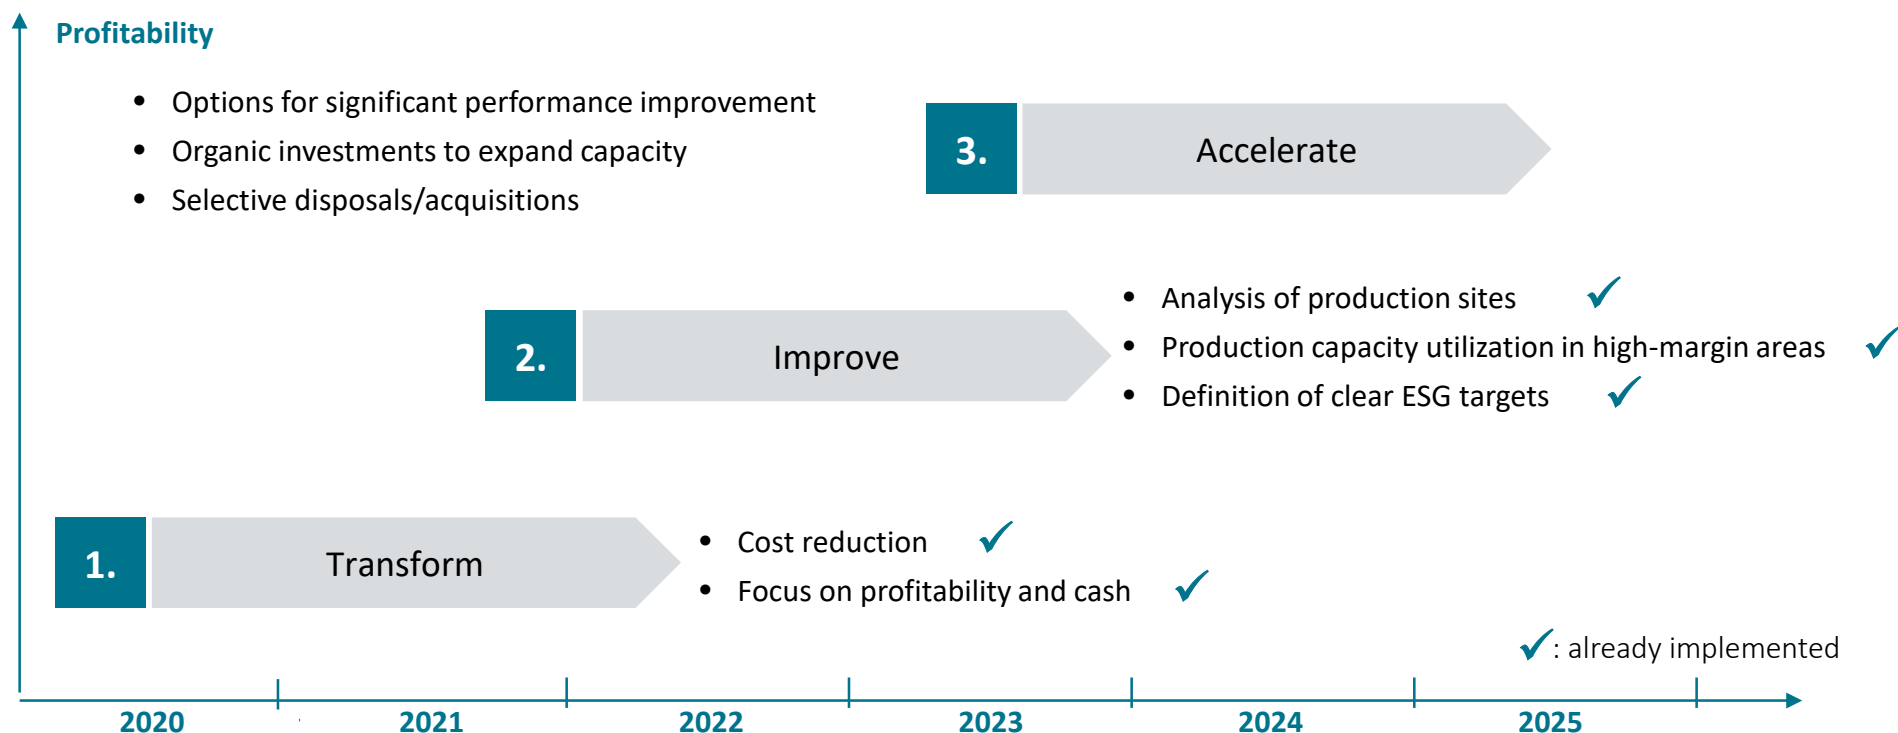 Profitability
• Options for significant performance improvement
• Organic investments to expand capacity
• Selective disposals/acquisitions
3. Accelerate
2. Improve
• Analysis of production sites ✓
• Production capacity utilization in high-margin areas ✓
• Definition of clear ESG targets ✓
1. Transform
• Cost reduction ✓
• Focus on profitability and cash ✓
✓: already implemented
2020 2021 2022 2023 2024 2025